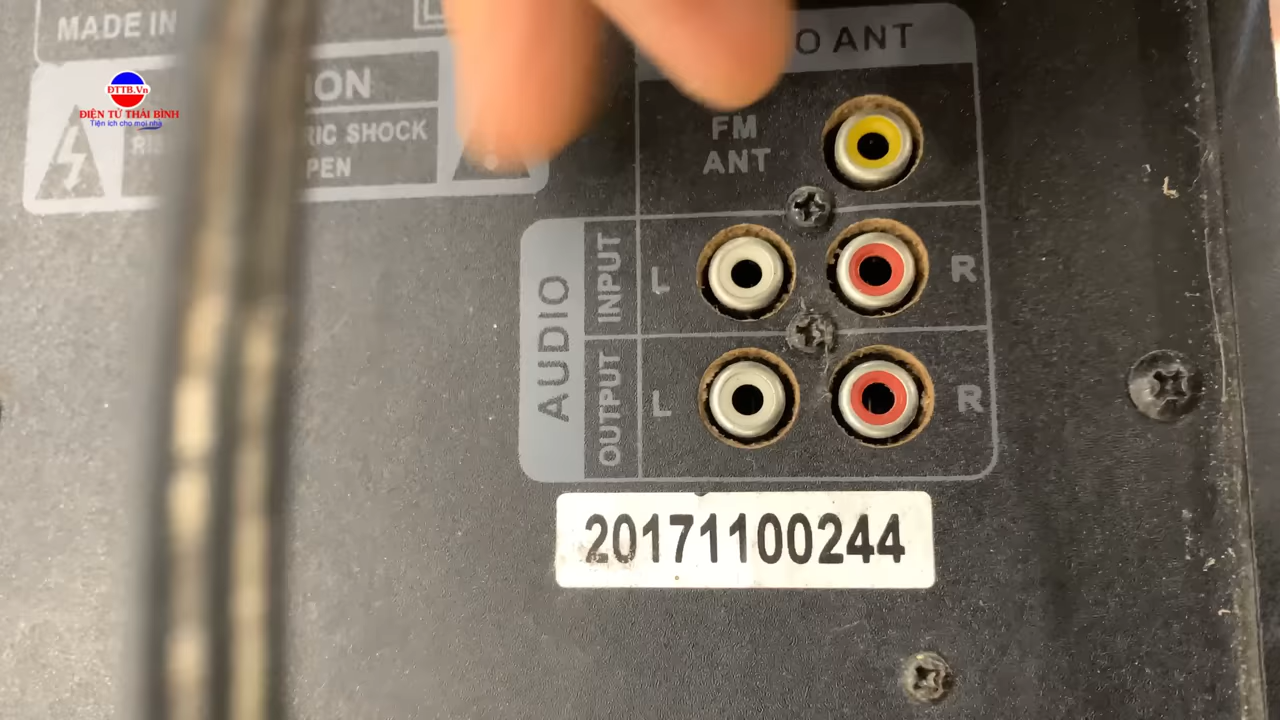 MADE IN
ĐTTB.Vn
ĐIỆN TỬ THÁI BÌNH
Tiện ích cho mọi nhà
ION
RIC SHOCK
PEN
O ANT
FM
ANT
AUDIO
INPUT
L
R
OUTPUT
L
R
20171100244